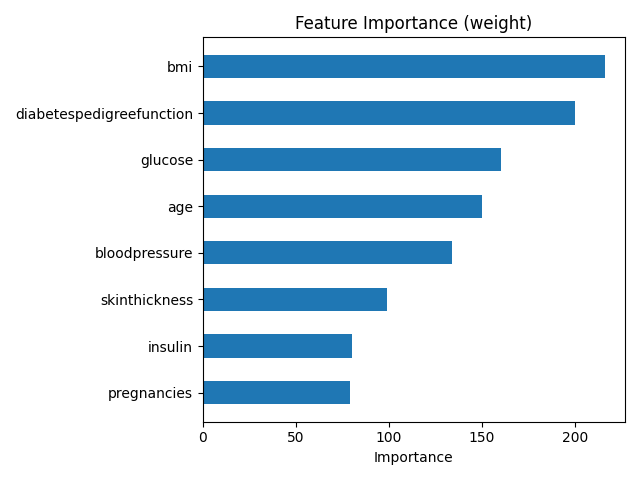 Feature Importance (weight)
bmi
diabetespedigreefunction
glucose
age
bloodpressure
skinthickness
insulin
pregnancies
0 50 100 150 200
Importance